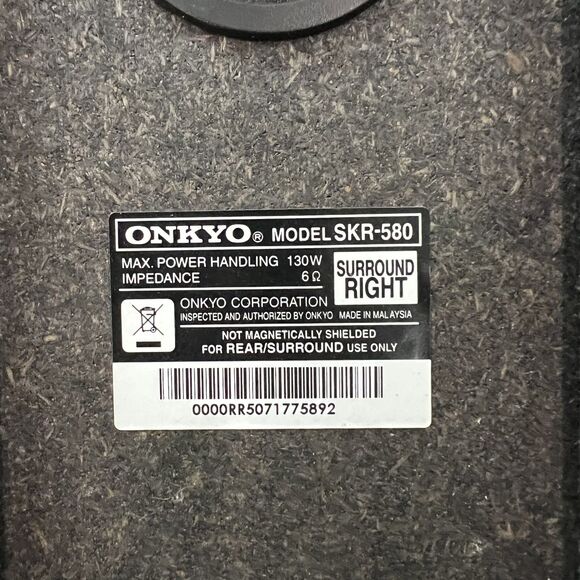 ONKYO® MODEL SKR-580
MAX. POWER HANDLING 130W
IMPEDANCE 6 Ω
SURROUND
RIGHT
ONKYO CORPORATION
INSPECTED AND AUTHORIZED BY ONKYO MADE IN MALAYSIA
NOT MAGNETICALLY SHIELDED
FOR REAR/SURROUND USE ONLY
0000RR5071775892